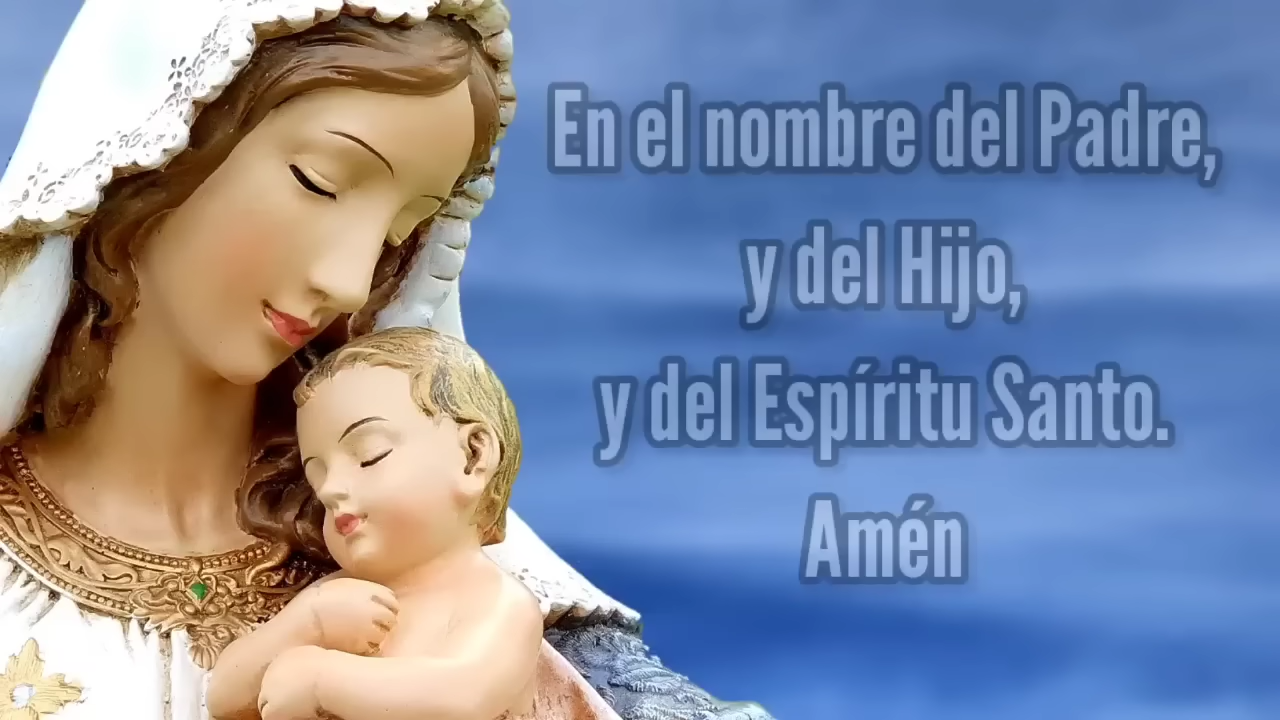 En el nombre del Padre,
y del Hijo,
y del Espíritu Santo.
Amén